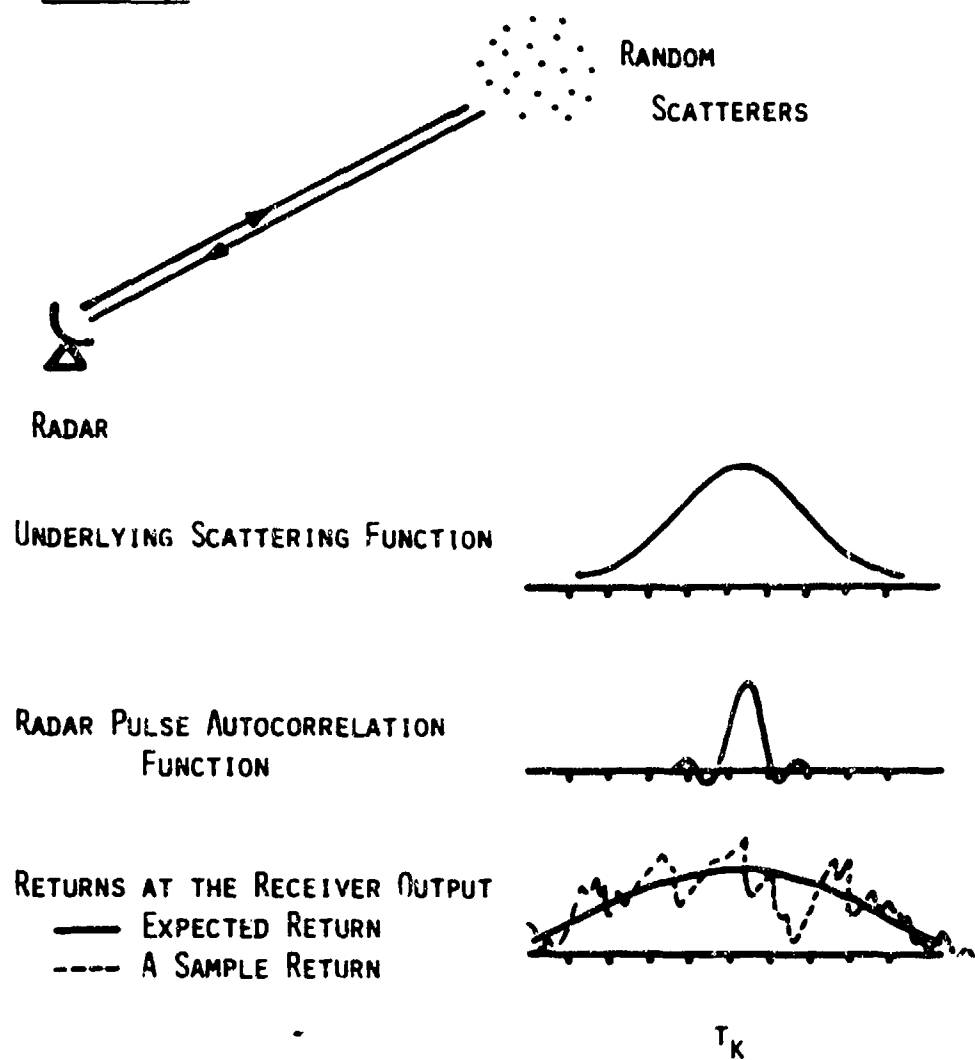 RANDOM
SCATTERERS
RADAR
UNDERLYING SCATTERING FUNCTION
RADAR PULSE AUTOCORRELATION
FUNCTION
RETURNS AT THE RECEIVER OUTPUT
EXPECTED RETURN
A SAMPLE RETURN
TK